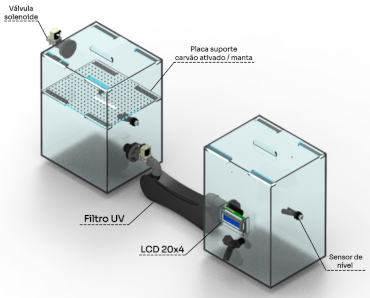 Válvula
solenoide
Placa suporte
carvão ativado / manta
Filtro UV
LCD 20x4
Sensor de
nível